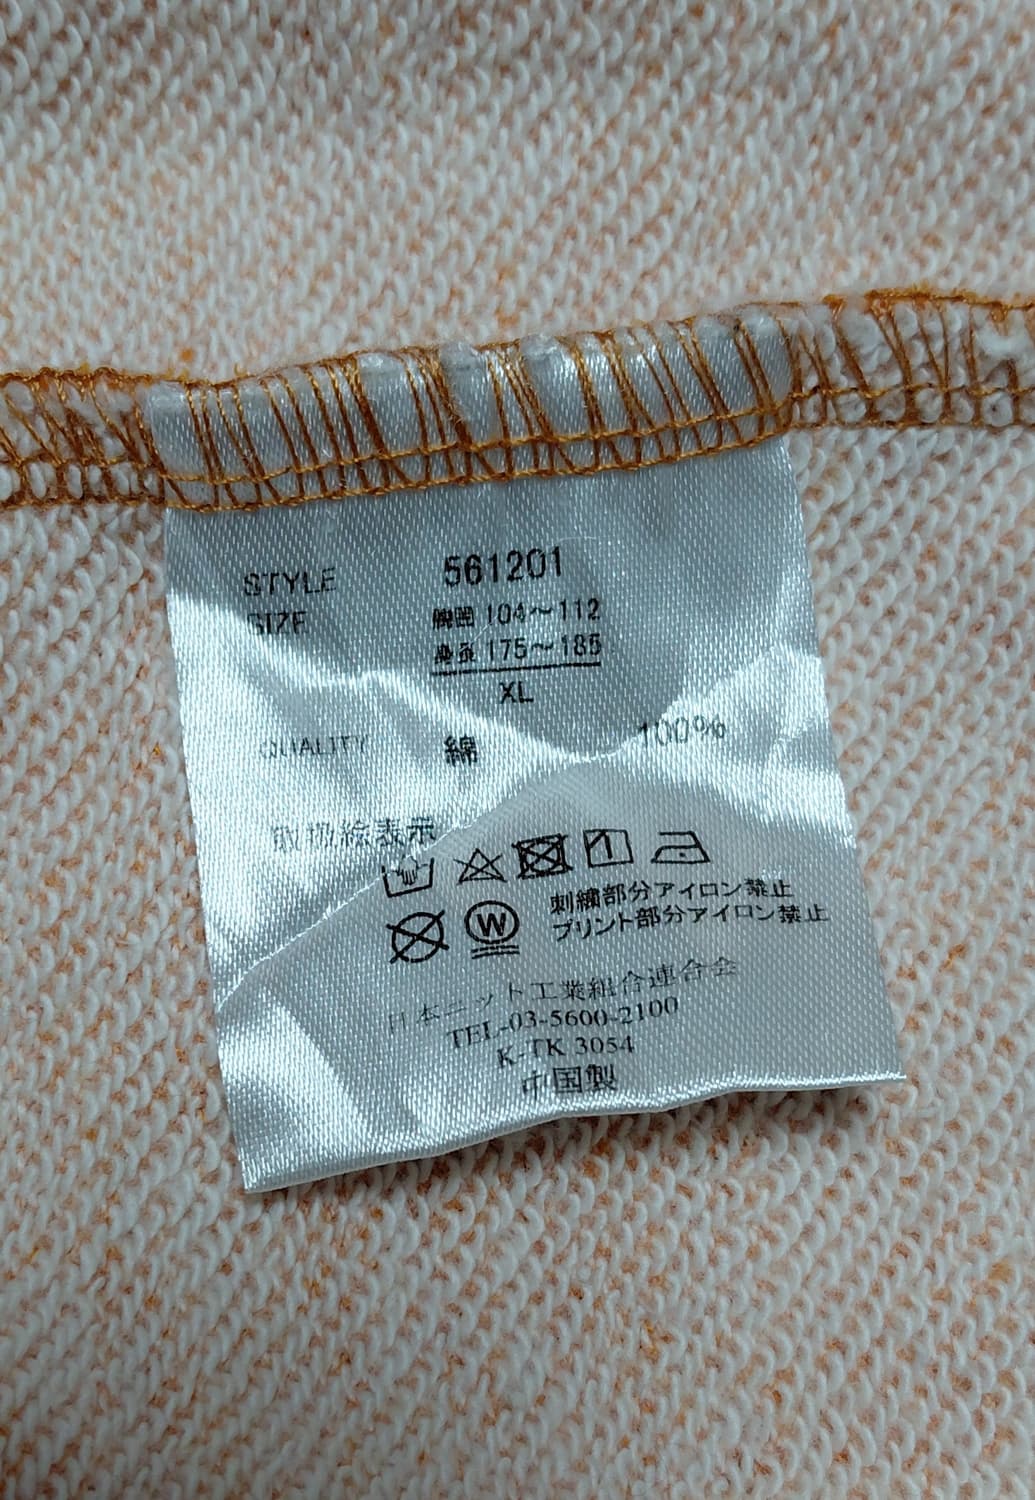 STYLE 561201
SIZE 胸囲 104～112
身長 175～185
XL
QUALITY 綿 100%
取扱絵表示
W
刺繍部分アイロン禁止
プリント部分アイロン禁止
日本ニット工業組合連合会
TEL-03-5600-2100
K-TK 3054
中国製